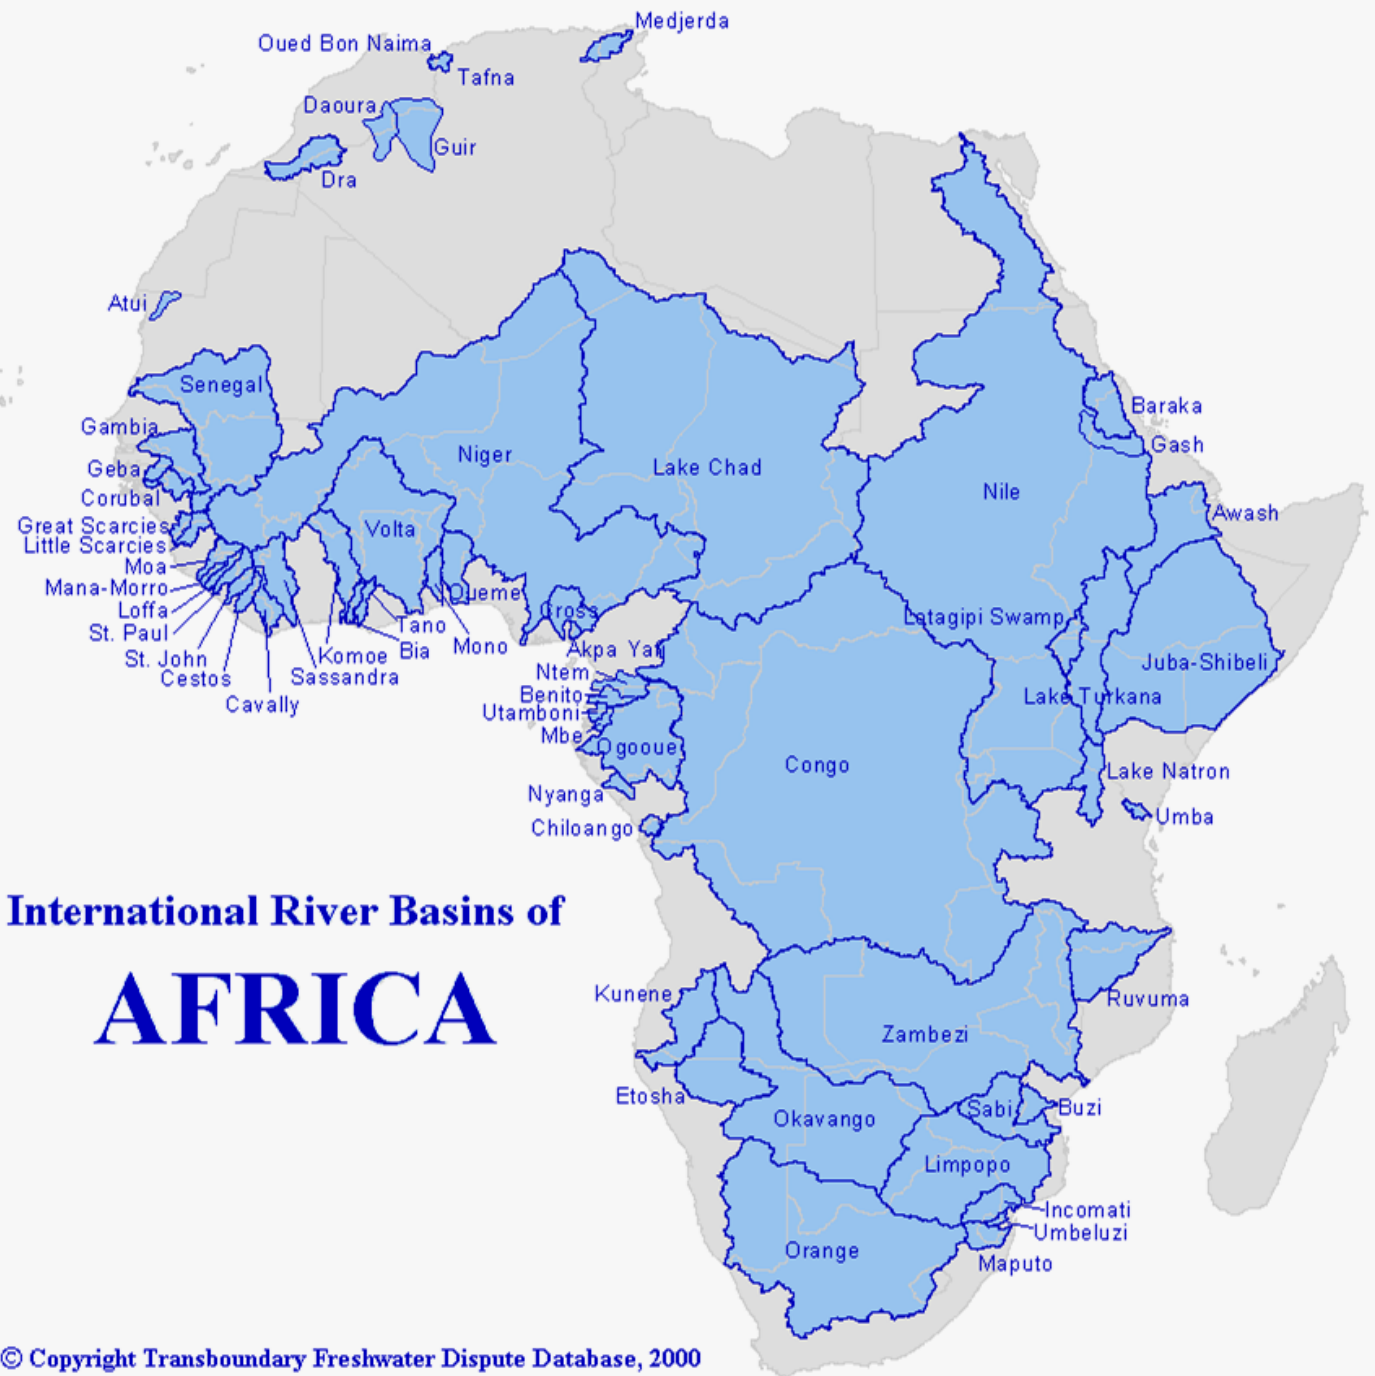 Medjerda
Oued Bon Naima
Tafna
Daoura
Guir
Dra
Atui
Senegal
Baraka
Gambia
Gash
Niger
Lake Chad
Geba
Nile
Corubal
Awash
Great Scarcies
Volta
Little Scarcies
Moa
Mana-Morro
Oueme
Loffa
Cross
Latagipi Swamp
Tano
St. Paul
Mono
Bia
Akpa Yafi
Komoe
St. John
Juba-Shibeli
Ntem
Cestos
Sassandra
Benito
Lake Turkana
Cavally
Utamboni
Mbe
Ogooue
Congo
Lake Natron
Nyanga
Umba
Chiloango
International River Basins of
AFRICA
Kunene
Ruvuma
Zambezi
Etosha
Sabi
Buzi
Okavango
Limpopo
Incomati
Umbeluzi
Orange
Maputo
© Copyright Transboundary Freshwater Dispute Database, 2000